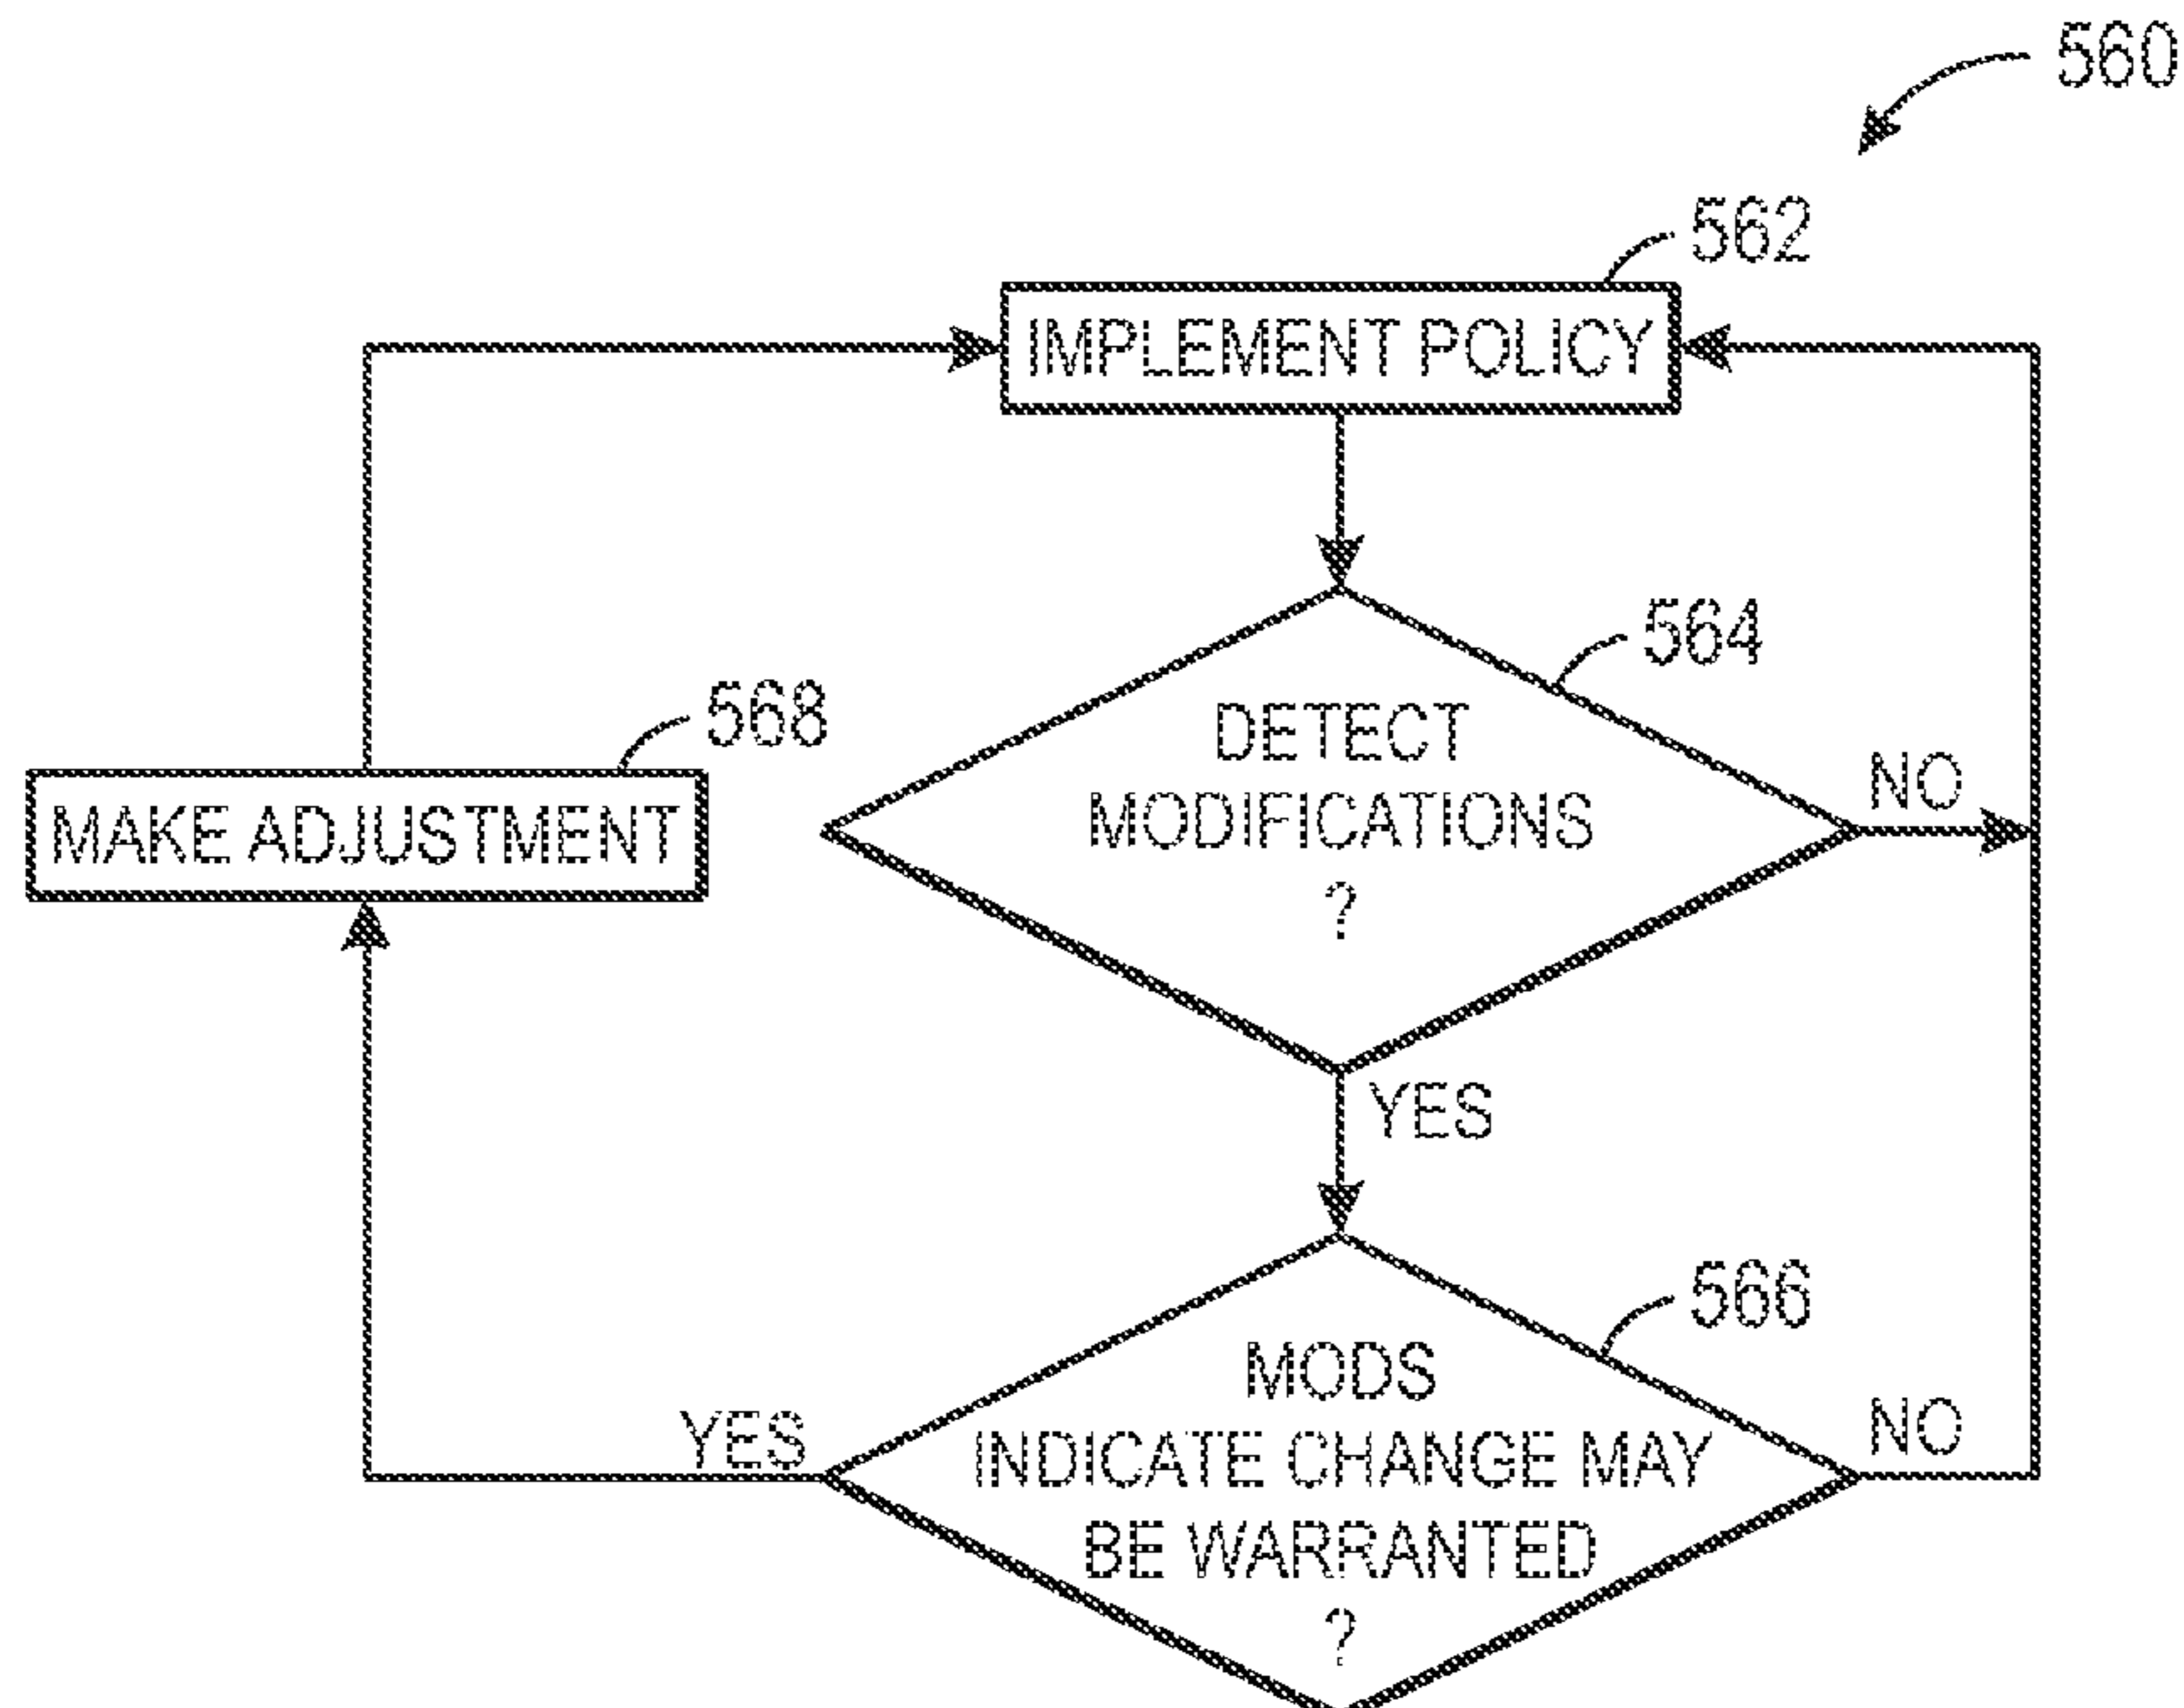 560
562
IMPLEMENT POLICY
564
DETECT
MODIFICATIONS
?
NO
568
MAKE ADJUSTMENT
YES
566
MODS
INDICATE CHANGE MAY
BE WARRANTED
?
YES
NO